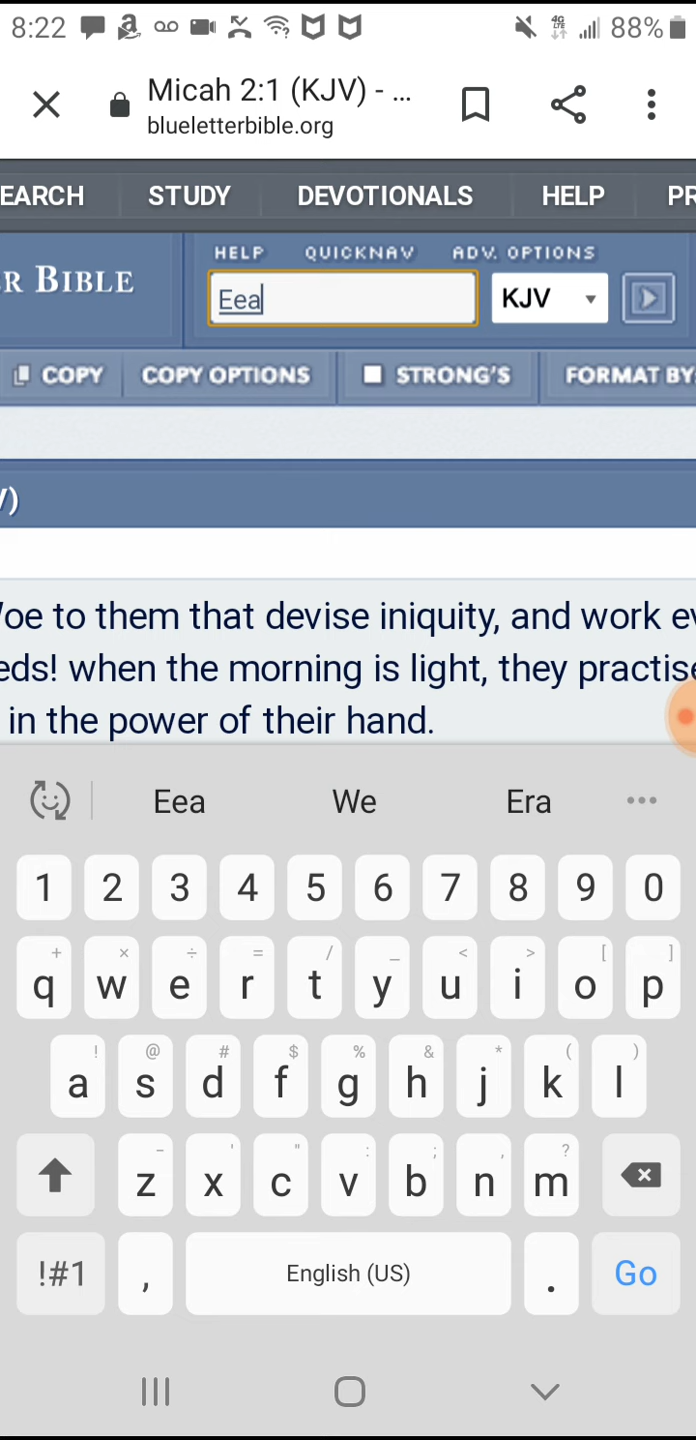 8:22 4G LTE 88%
Micah 2:1 (KJV) - ...
blueletterbible.org
EARCH STUDY DEVOTIONALS HELP PR
HELP QUICKNAV ADV. OPTIONS
R BIBLE Eea KJV
COPY COPY OPTIONS STRONG'S FORMAT BY
V)
oe to them that devise iniquity, and work ev
eds! when the morning is light, they practise
in the power of their hand.
Eea We Era ...
1 2 3 4 5 6 7 8 9 0
+ × ÷ = / _ < > [ ]
q w e r t y u i o p
! @ # $ % & * ( )
a s d f g h j k l
- ' " : ; , ?
z x c v b n m
!#1 , English (US) . Go